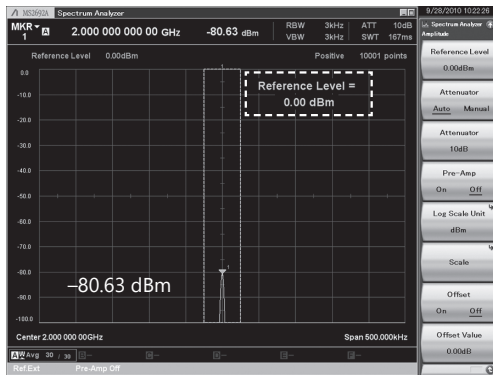 MS2692A Spectrum Analyzer
9/28/2010 10:22:26
MKR 1 A 2.000 000 000 00 GHz -80.63 dBm
RBW 3kHz ATT 10dB
VBW 3kHz SWT 167ms
Reference Level 0.00dBm Positive 10001 points
0.0
-10.0
-20.0
-30.0
-40.0
-50.0
-60.0
-70.0
-80.0
-90.0
-100.0
Reference Level =
0.00 dBm
1
−80.63 dBm
Center 2.000 000 00GHz Span 500.000kHz
A W Avg 30 / 30
Ref.Ext Pre-Amp Off
Spectrum Analyzer
Amplitude
Reference Level
0.00dBm
Attenuator
Auto Manual
Attenuator
10dB
Pre-Amp
On Off
Log Scale Unit
dBm
Scale
Offset
On Off
Offset Value
0.00dB